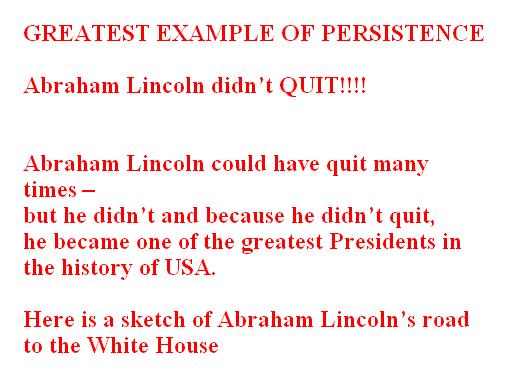 GREATEST EXAMPLE OF PERSISTENCE
Abraham Lincoln didn’t QUIT!!!!
Abraham Lincoln could have quit many
times –
but he didn’t and because he didn’t quit,
he became one of the greatest Presidents in
the history of USA.
Here is a sketch of Abraham Lincoln’s road
to the White House